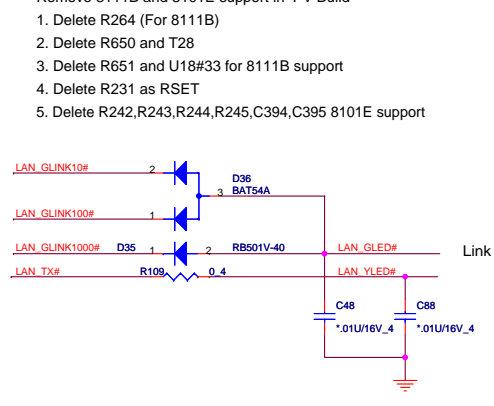 1. Delete R264 (For 8111B)
2. Delete R650 and T28
3. Delete R651 and U18#33 for 8111B support
4. Delete R231 as RSET
5. Delete R242,R243,R244,R245,C394,C395 8101E support
LAN_GLINK10# 2
D36
3 BAT54A
LAN_GLINK100# 1
LAN_GLINK1000# D35 1 2 RB501V-40 LAN_GLED# Link
LAN_TX# R109 0_4 LAN_YLED#
C48 C88
*.01U/16V_4 *.01U/16V_4